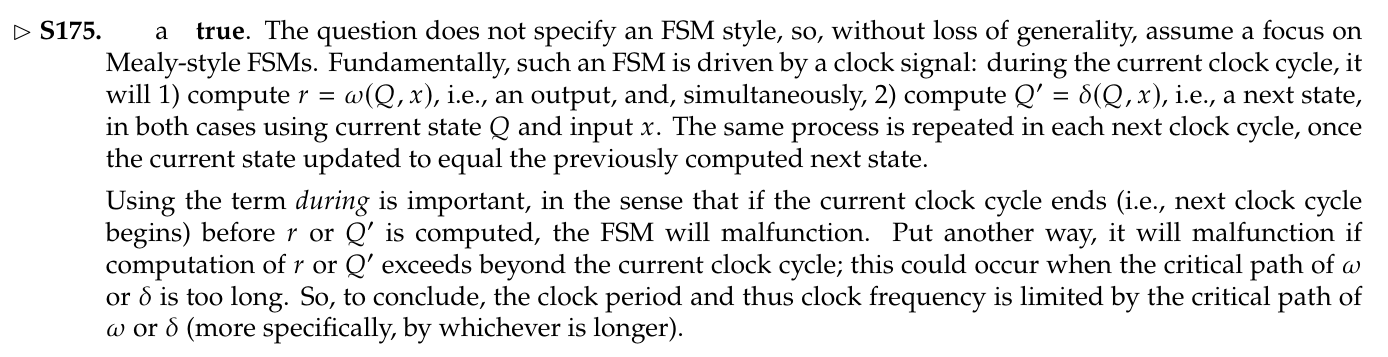 ▷ S175. a true. The question does not specify an FSM style, so, without loss of generality, assume a focus on
Mealy-style FSMs. Fundamentally, such an FSM is driven by a clock signal: during the current clock cycle, it
will 1) compute r = ω(Q, x), i.e., an output, and, simultaneously, 2) compute Q′ = δ(Q, x), i.e., a next state,
in both cases using current state Q and input x. The same process is repeated in each next clock cycle, once
the current state updated to equal the previously computed next state.
Using the term during is important, in the sense that if the current clock cycle ends (i.e., next clock cycle
begins) before r or Q′ is computed, the FSM will malfunction. Put another way, it will malfunction if
computation of r or Q′ exceeds beyond the current clock cycle; this could occur when the critical path of ω
or δ is too long. So, to conclude, the clock period and thus clock frequency is limited by the critical path of
ω or δ (more specifically, by whichever is longer).